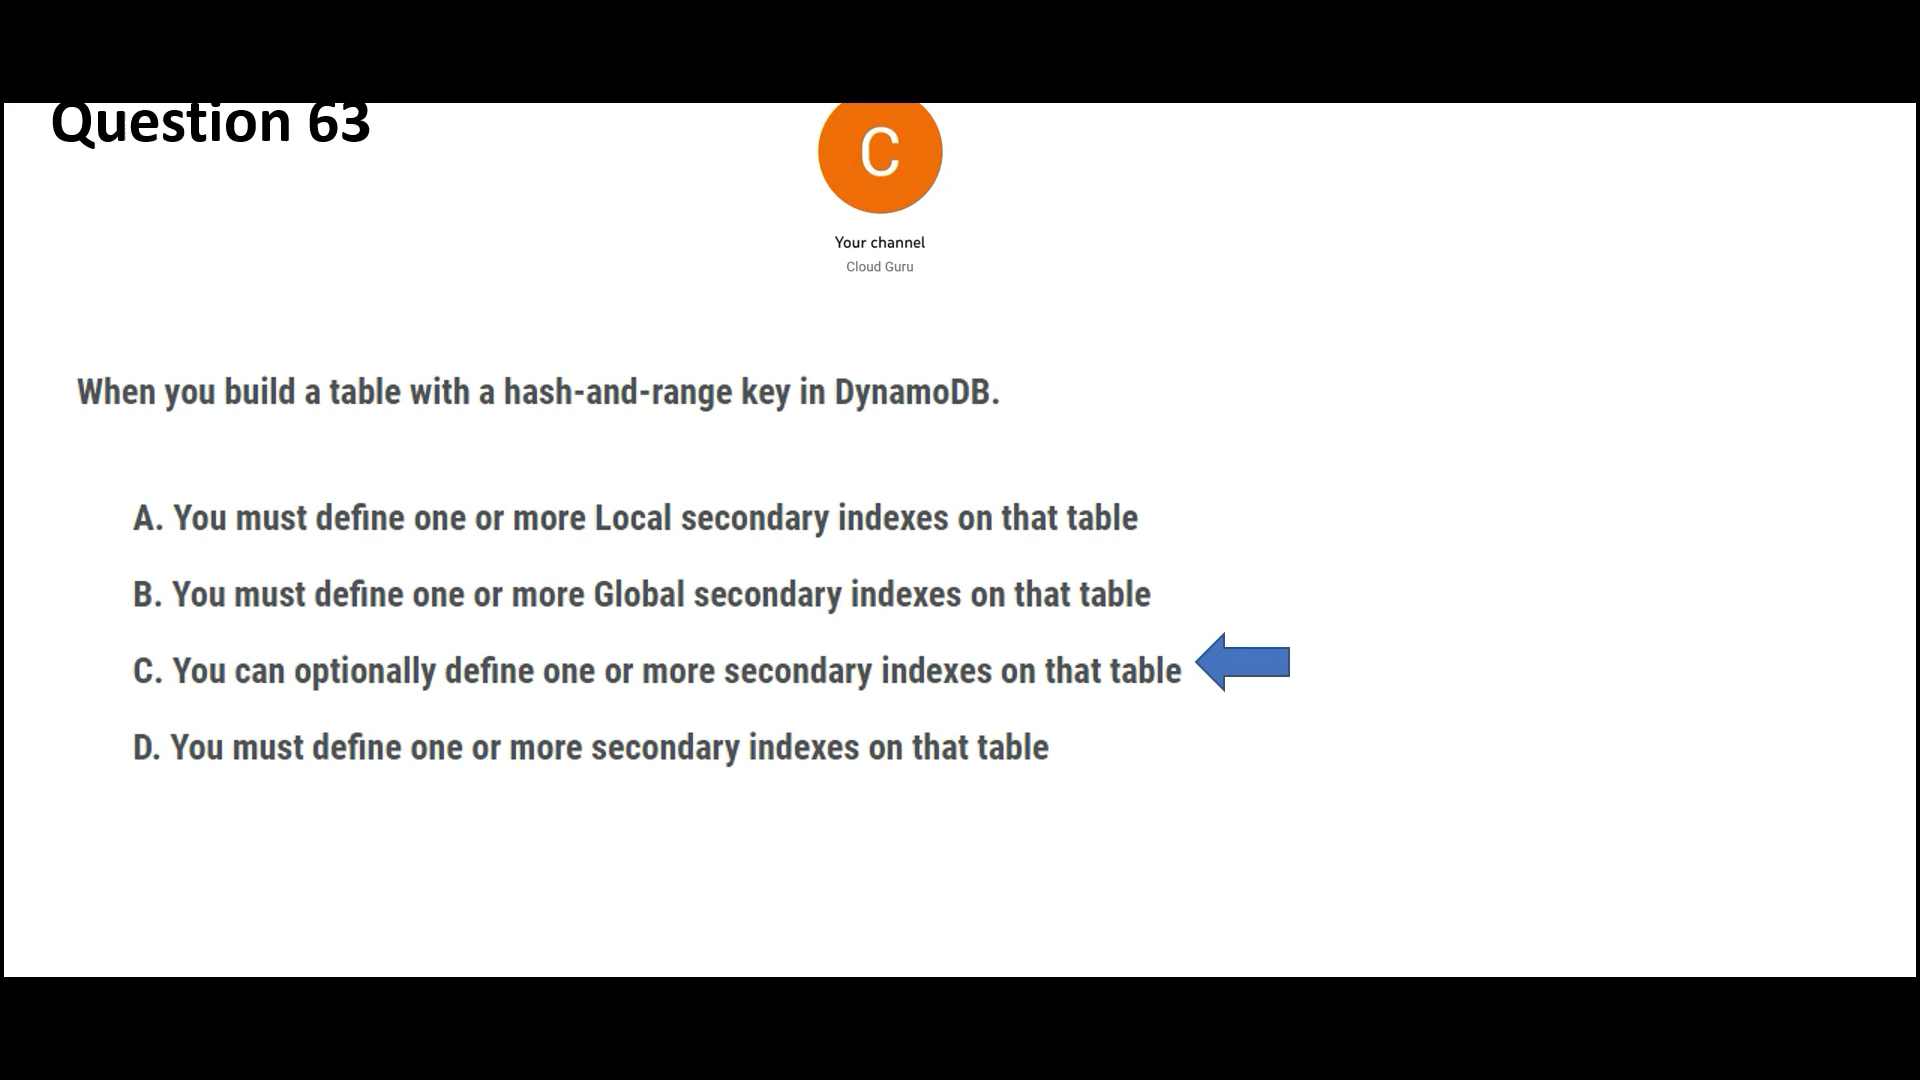 Question 63
C
Your channel
Cloud Guru
When you build a table with a hash-and-range key in DynamoDB.
A. You must define one or more Local secondary indexes on that table
B. You must define one or more Global secondary indexes on that table
C. You can optionally define one or more secondary indexes on that table
D. You must define one or more secondary indexes on that table